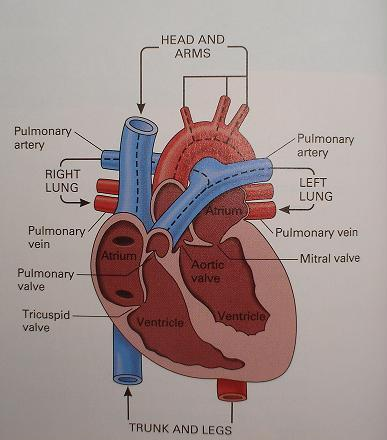 HEAD AND
ARMS
Pulmonary
artery
Pulmonary
artery
RIGHT
LUNG
LEFT
LUNG
Atrium
Pulmonary
vein
Pulmonary vein
Atrium
Aortic
valve
Mitral valve
Pulmonary
valve
Tricuspid
valve
Ventricle
Ventricle
TRUNK AND LEGS